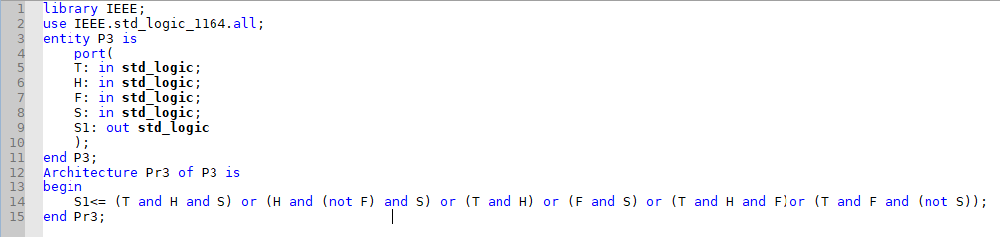 1 library IEEE;
2 use IEEE.std_logic_1164.all;
3 entity P3 is
4     port(
5     T: in std_logic;
6     H: in std_logic;
7     F: in std_logic;
8     S: in std_logic;
9     S1: out std_logic
10     );
11 end P3;
12 Architecture Pr3 of P3 is
13 begin
14     S1<= (T and H and S) or (H and (not F) and S) or (T and H) or (F and S) or (T and H and F)or (T and F and (not S));
15 end Pr3;